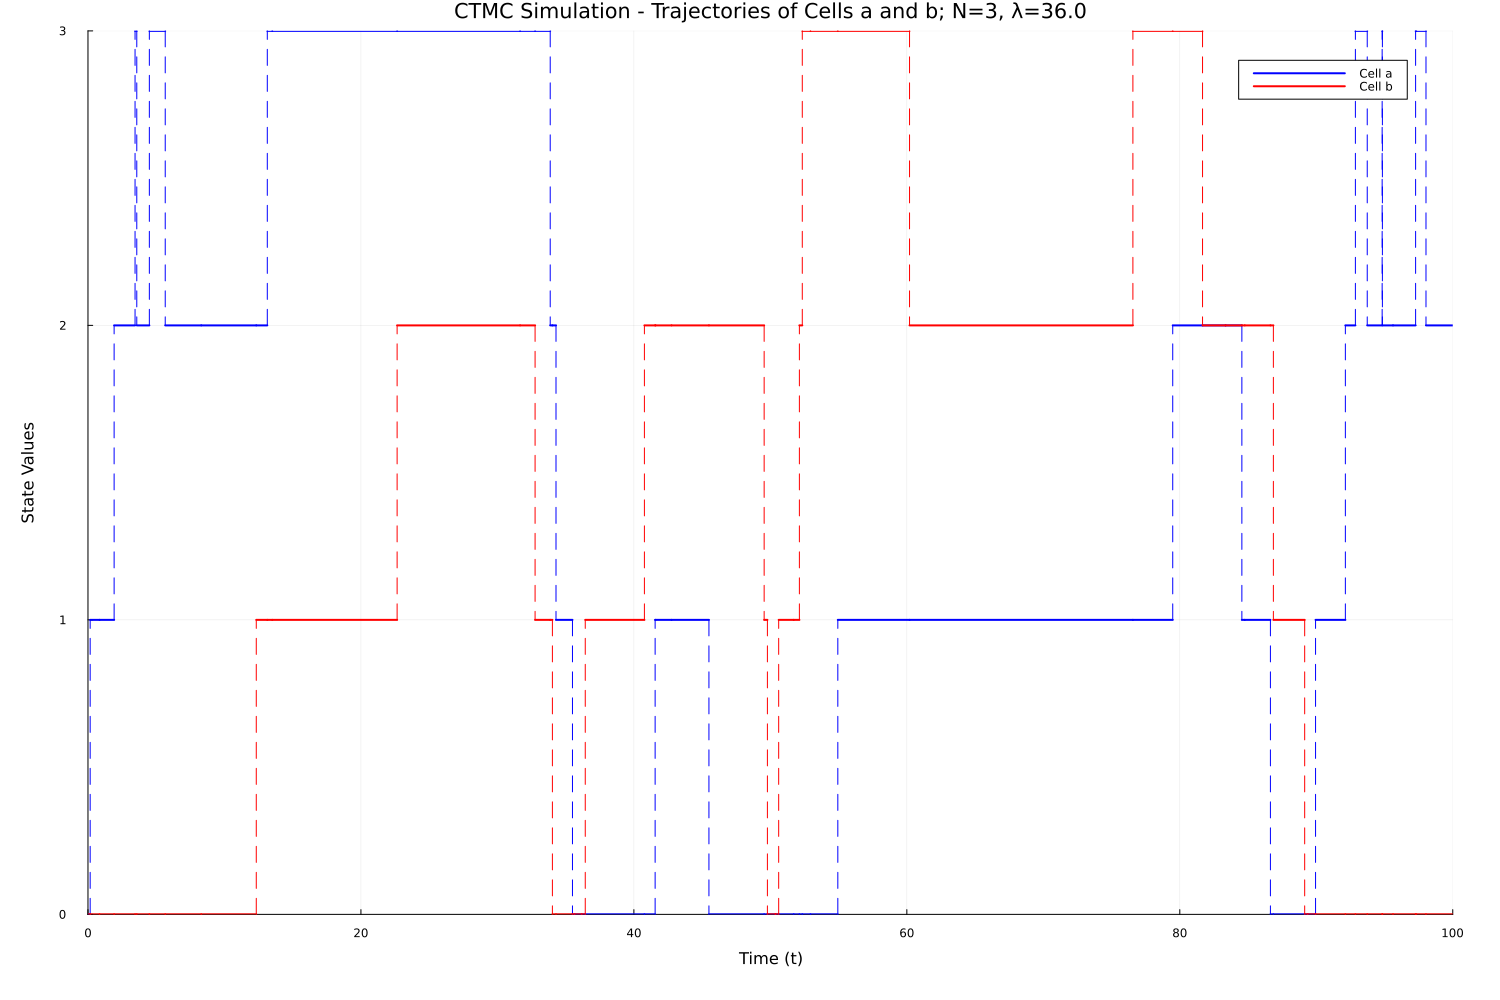 CTMC Simulation - Trajectories of Cells a and b; N=3, λ=36.0
3
Cell a
Cell b
2
State Values
1
0
0 20 40 60 80 100
Time (t)